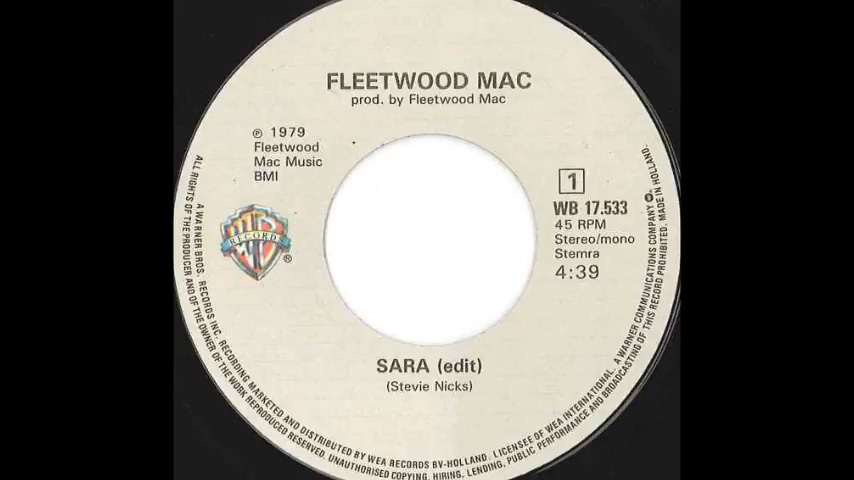 FLEETWOOD MAC
prod. by Fleetwood Mac
℗ 1979
Fleetwood
Mac Music
BMI
1
WB 17.533
45 RPM
Stereo/mono
Stemra
4:39
WB
RECORDS
®
SARA (edit)
(Stevie Nicks)
ALL RIGHTS OF THE PRODUCER AND OF THE OWNER OF THE WORK REPRODUCED RESERVED. UNAUTHORISED COPYING, HIRING, LENDING, PUBLIC PERFORMANCE AND BROADCASTING OF THIS RECORD PROHIBITED. MADE IN HOLLAND.
A WARNER BROS. RECORDS INC. RECORDING MARKETED AND DISTRIBUTED BY WEA RECORDS BV-HOLLAND. LICENSEE OF WEA INTERNATIONAL. A WARNER COMMUNICATIONS COMPANY